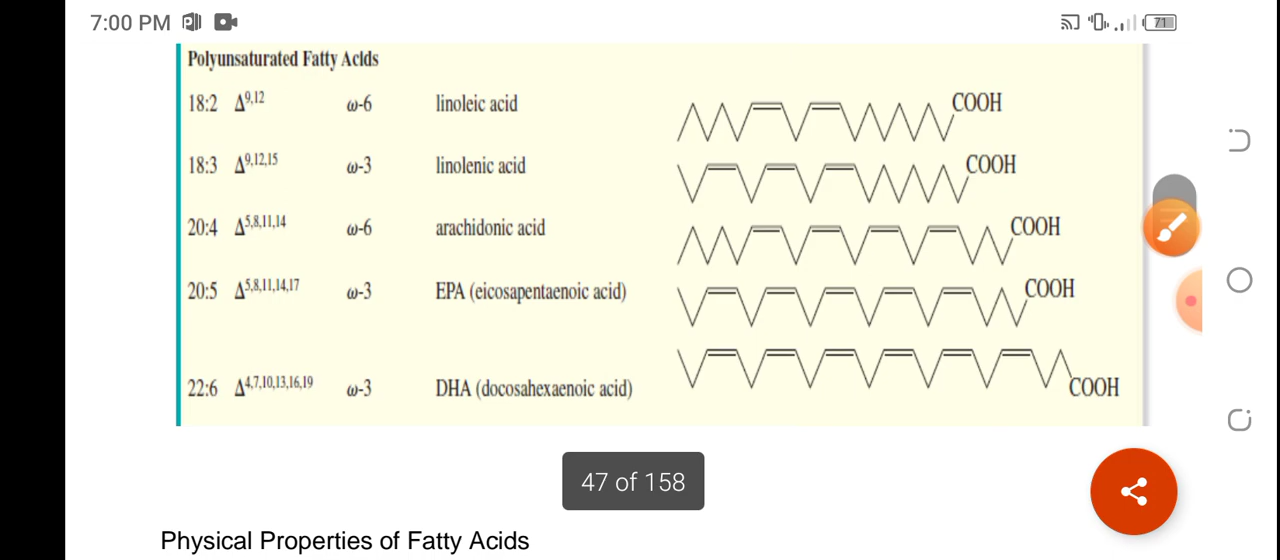 7:00 PM
71
Polyunsaturated Fatty Acids
18:2 Δ9,12 ω-6 linoleic acid COOH
18:3 Δ9,12,15 ω-3 linolenic acid COOH
20:4 Δ5,8,11,14 ω-6 arachidonic acid COOH
20:5 Δ5,8,11,14,17 ω-3 EPA (eicosapentaenoic acid) COOH
22:6 Δ4,7,10,13,16,19 ω-3 DHA (docosahexaenoic acid) COOH
47 of 158
Physical Properties of Fatty Acids